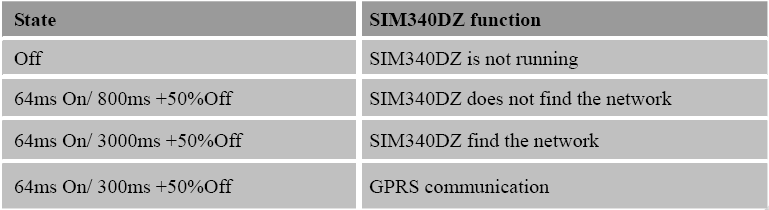 State SIM340DZ function
Off SIM340DZ is not running
64ms On/ 800ms +50%Off SIM340DZ does not find the network
64ms On/ 3000ms +50%Off SIM340DZ find the network
64ms On/ 300ms +50%Off GPRS communication